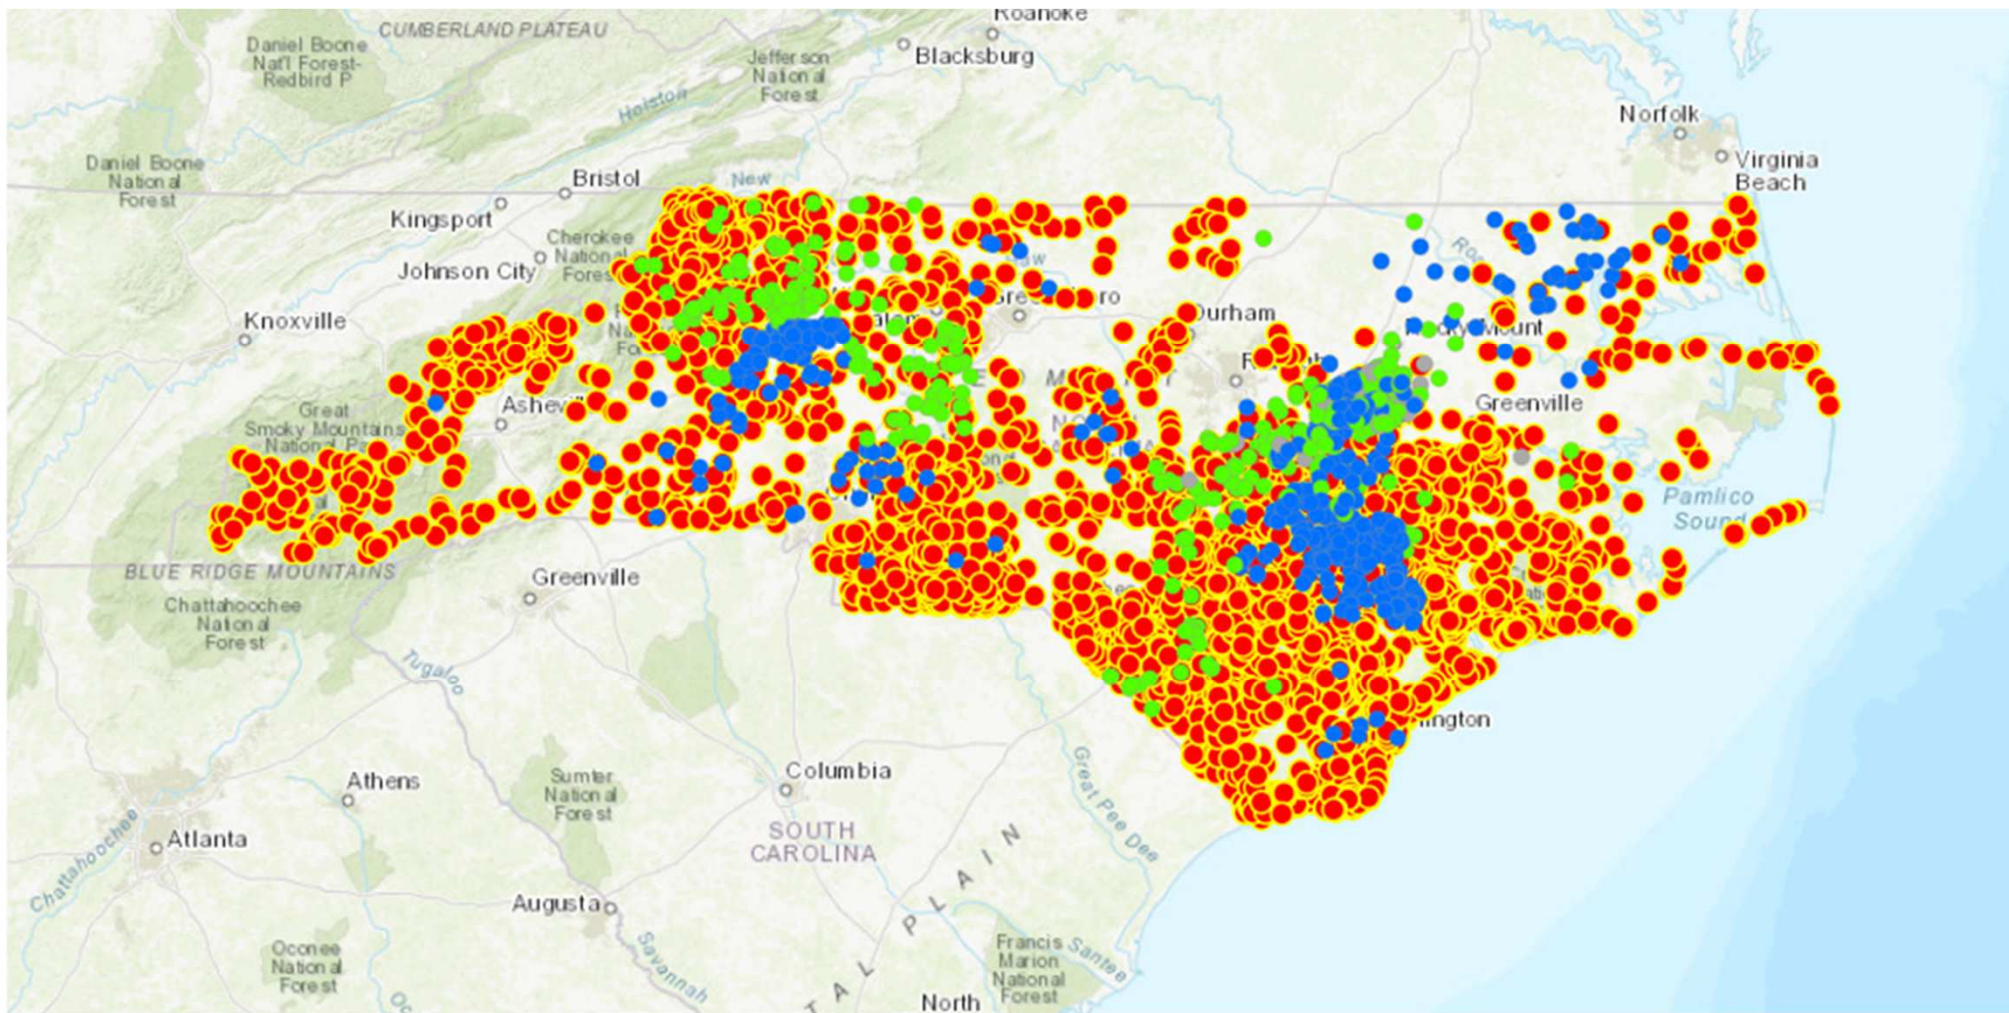 Roanoke
CUMBERLAND PLATEAU
Blacksburg
Daniel Boone
Nat'l Forest-
Redbird P
Jefferson
National
Forest
Holston
Norfolk
Virginia
Beach
Daniel Boone
National
Forest
Bristol
New
Kingsport
Cherokee
National
Johnson City
Knoxville
Durham
Greenville
Great
Smoky Mountains
National
Pamlico
Sound
BLUE RIDGE MOUNTAINS
Greenville
Chattahoochee
National
Forest
Tugaloo
Columbia
Athens
Sumter
National
Forest
Great Pee Dee
SOUTH
CAROLINA
Atlanta
Chattahoochee
PLAIN
Augusta
Savannah
Oconee
National
Forest
Francis
Marion
National
Forest
Santee
North